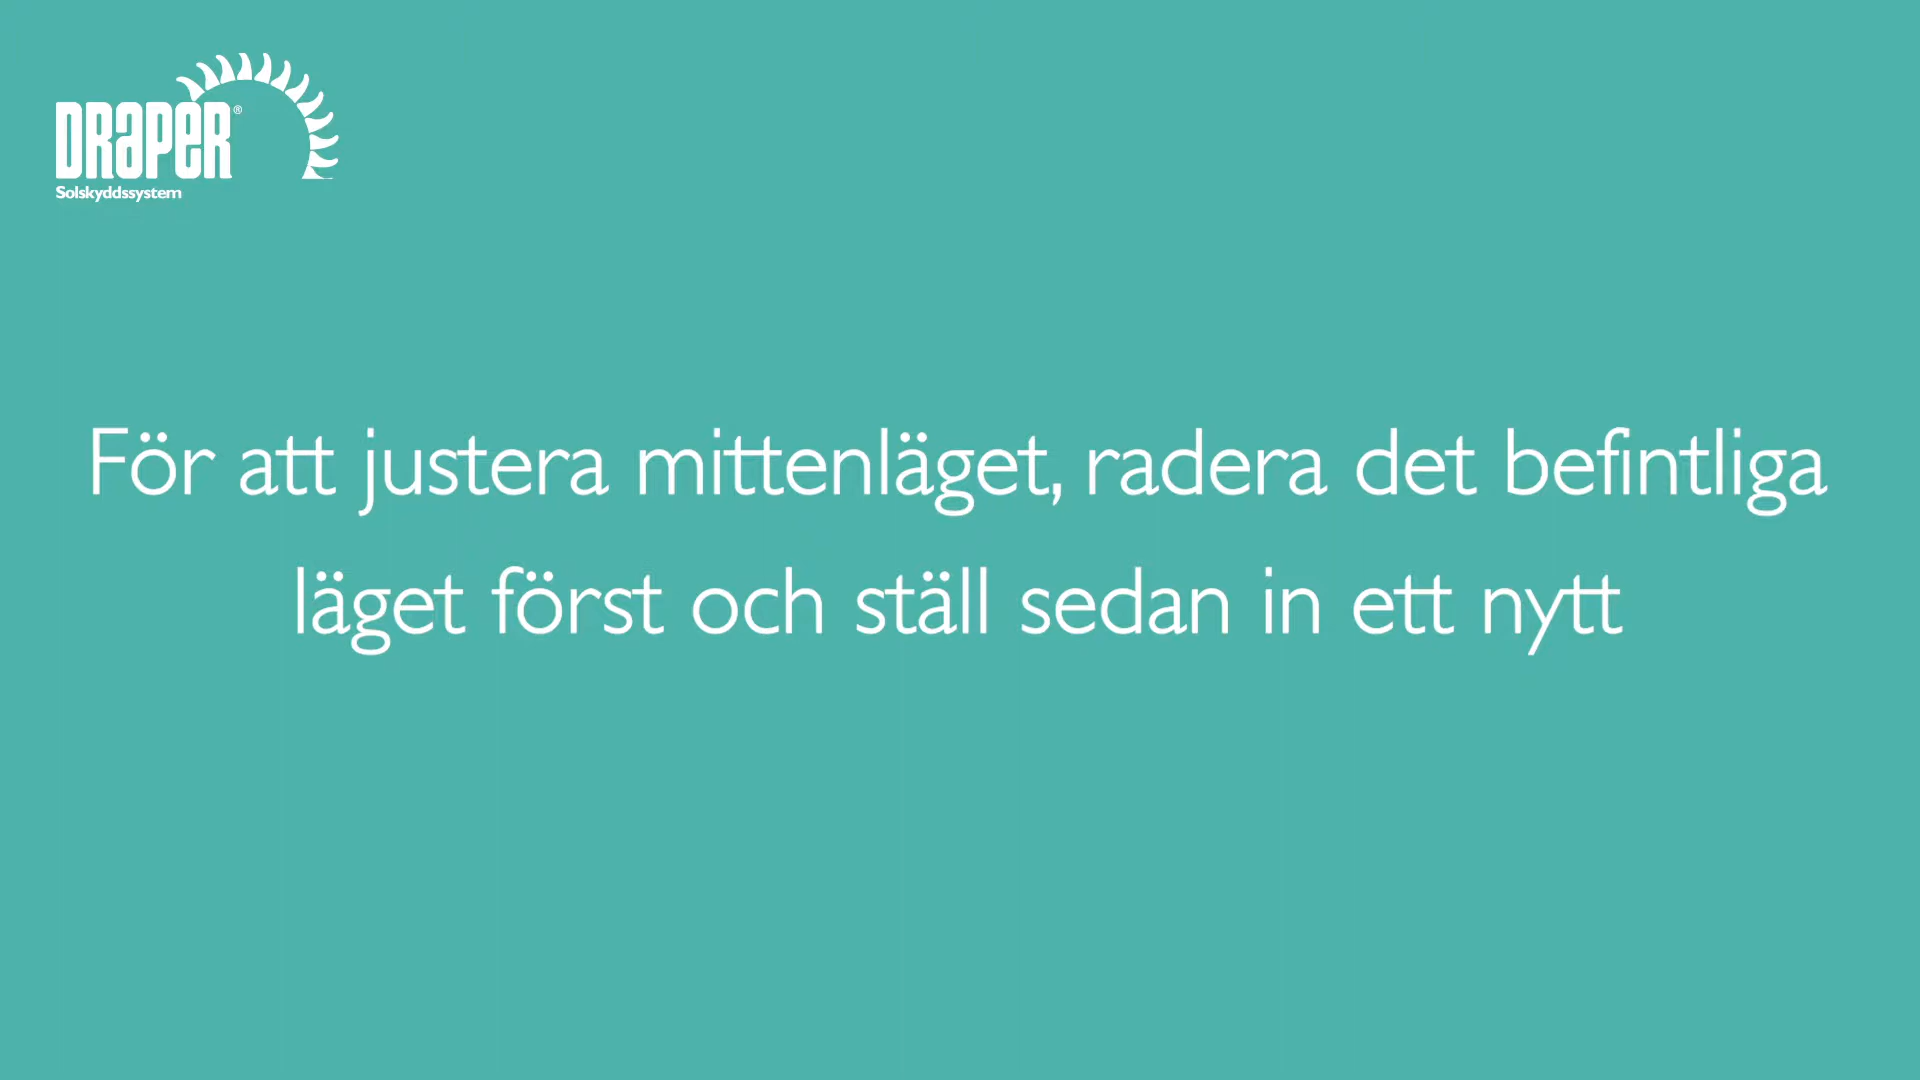 DRAPER®
Solskyddssystem
För att justera mittenläget, radera det befintliga
läget först och ställ sedan in ett nytt